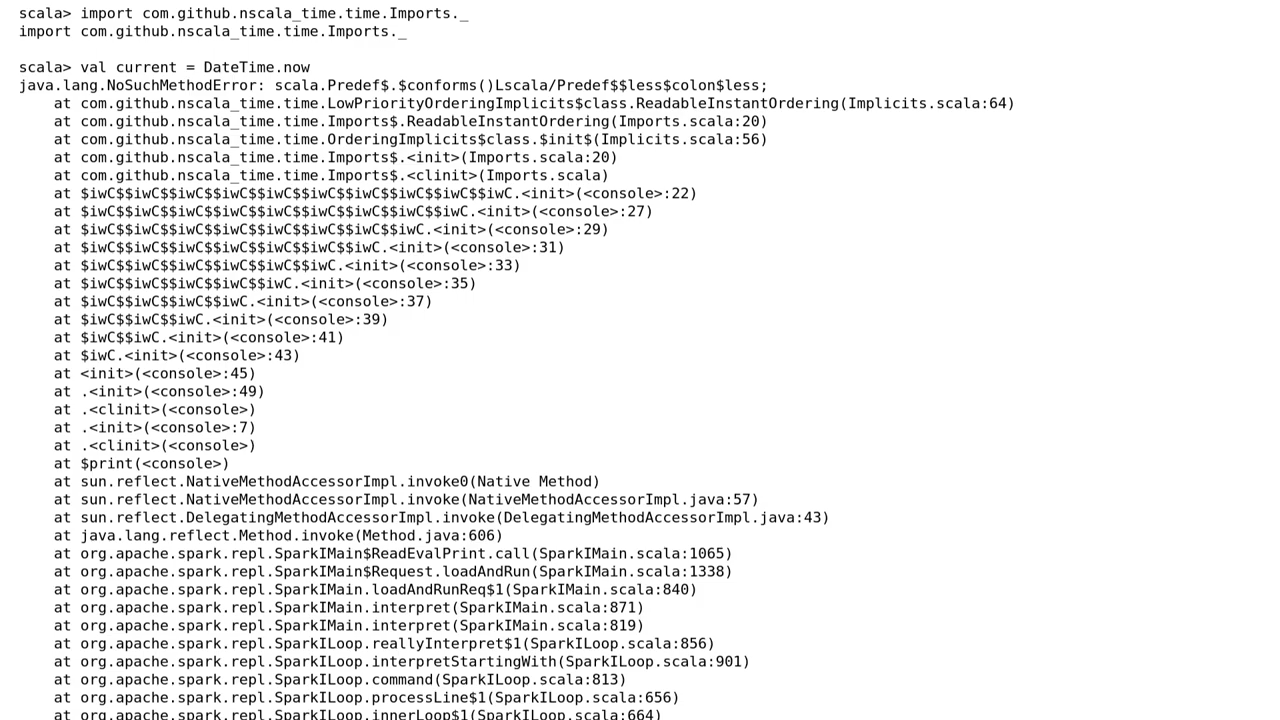 scala> import com.github.nscala_time.time.Imports._
import com.github.nscala_time.time.Imports._
scala> val current = DateTime.now
java.lang.NoSuchMethodError: scala.Predef$.$conforms()Lscala/Predef$$less$colon$less;
    at com.github.nscala_time.time.LowPriorityOrderingImplicits$class.ReadableInstantOrdering(Implicits.scala:64)
    at com.github.nscala_time.time.Imports$.ReadableInstantOrdering(Imports.scala:20)
    at com.github.nscala_time.time.OrderingImplicits$class.$init$(Implicits.scala:56)
    at com.github.nscala_time.time.Imports$.<init>(Imports.scala:20)
    at com.github.nscala_time.time.Imports$.<clinit>(Imports.scala)
    at $iwC$$iwC$$iwC$$iwC$$iwC$$iwC$$iwC$$iwC$$iwC$$iwC.<init>(<console>:22)
    at $iwC$$iwC$$iwC$$iwC$$iwC$$iwC$$iwC$$iwC$$iwC.<init>(<console>:27)
    at $iwC$$iwC$$iwC$$iwC$$iwC$$iwC$$iwC$$iwC.<init>(<console>:29)
    at $iwC$$iwC$$iwC$$iwC$$iwC$$iwC$$iwC.<init>(<console>:31)
    at $iwC$$iwC$$iwC$$iwC$$iwC$$iwC.<init>(<console>:33)
    at $iwC$$iwC$$iwC$$iwC$$iwC.<init>(<console>:35)
    at $iwC$$iwC$$iwC$$iwC.<init>(<console>:37)
    at $iwC$$iwC$$iwC.<init>(<console>:39)
    at $iwC$$iwC.<init>(<console>:41)
    at $iwC.<init>(<console>:43)
    at <init>(<console>:45)
    at .<init>(<console>:49)
    at .<clinit>(<console>)
    at .<init>(<console>:7)
    at .<clinit>(<console>)
    at $print(<console>)
    at sun.reflect.NativeMethodAccessorImpl.invoke0(Native Method)
    at sun.reflect.NativeMethodAccessorImpl.invoke(NativeMethodAccessorImpl.java:57)
    at sun.reflect.DelegatingMethodAccessorImpl.invoke(DelegatingMethodAccessorImpl.java:43)
    at java.lang.reflect.Method.invoke(Method.java:606)
    at org.apache.spark.repl.SparkIMain$ReadEvalPrint.call(SparkIMain.scala:1065)
    at org.apache.spark.repl.SparkIMain$Request.loadAndRun(SparkIMain.scala:1338)
    at org.apache.spark.repl.SparkIMain.loadAndRunReq$1(SparkIMain.scala:840)
    at org.apache.spark.repl.SparkIMain.interpret(SparkIMain.scala:871)
    at org.apache.spark.repl.SparkIMain.interpret(SparkIMain.scala:819)
    at org.apache.spark.repl.SparkILoop.reallyInterpret$1(SparkILoop.scala:856)
    at org.apache.spark.repl.SparkILoop.interpretStartingWith(SparkILoop.scala:901)
    at org.apache.spark.repl.SparkILoop.command(SparkILoop.scala:813)
    at org.apache.spark.repl.SparkILoop.processLine$1(SparkILoop.scala:656)
    at org.apache.spark.repl.SparkILoop.innerLoop$1(SparkILoop.scala:664)